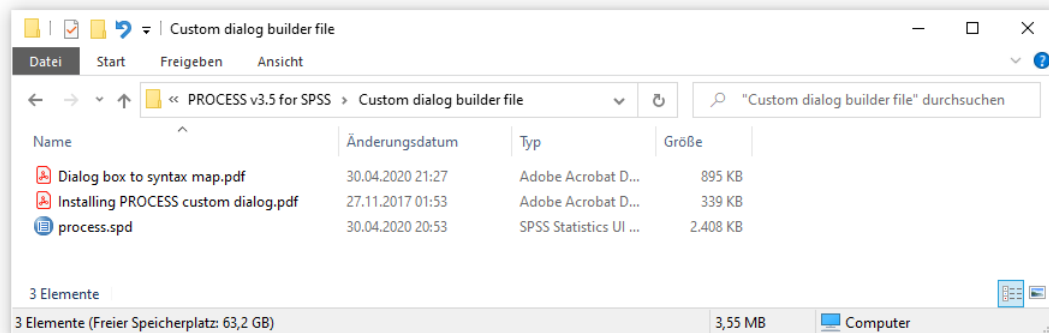 Custom dialog builder file
Datei Start Freigeben Ansicht
« PROCESS v3.5 for SPSS › Custom dialog builder file "Custom dialog builder file" durchsuchen
Name Änderungsdatum Typ Größe
Dialog box to syntax map.pdf 30.04.2020 21:27 Adobe Acrobat D... 895 KB
Installing PROCESS custom dialog.pdf 27.11.2017 01:53 Adobe Acrobat D... 339 KB
process.spd 30.04.2020 20:53 SPSS Statistics UI ... 2.408 KB
3 Elemente
3 Elemente (Freier Speicherplatz: 63,2 GB) 3,55 MB Computer